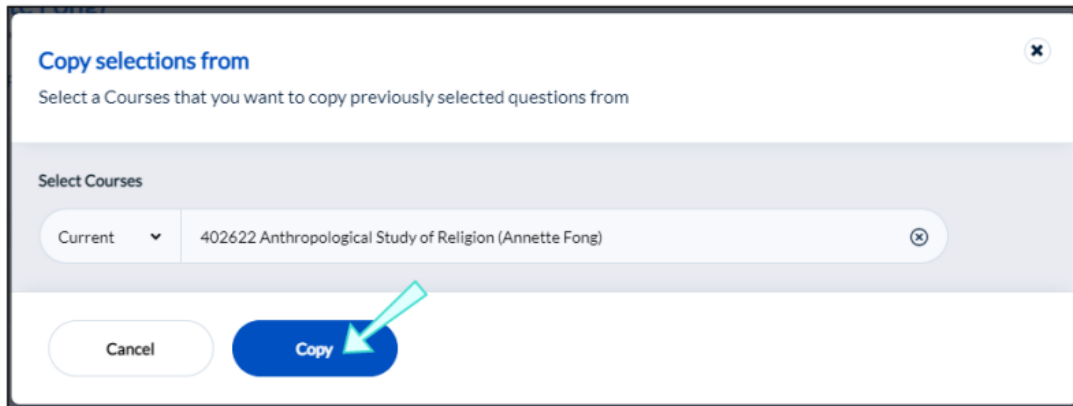 Copy selections from
Select a Courses that you want to copy previously selected questions from
Select Courses
Current 402622 Anthropological Study of Religion (Annette Fong)
Cancel Copy